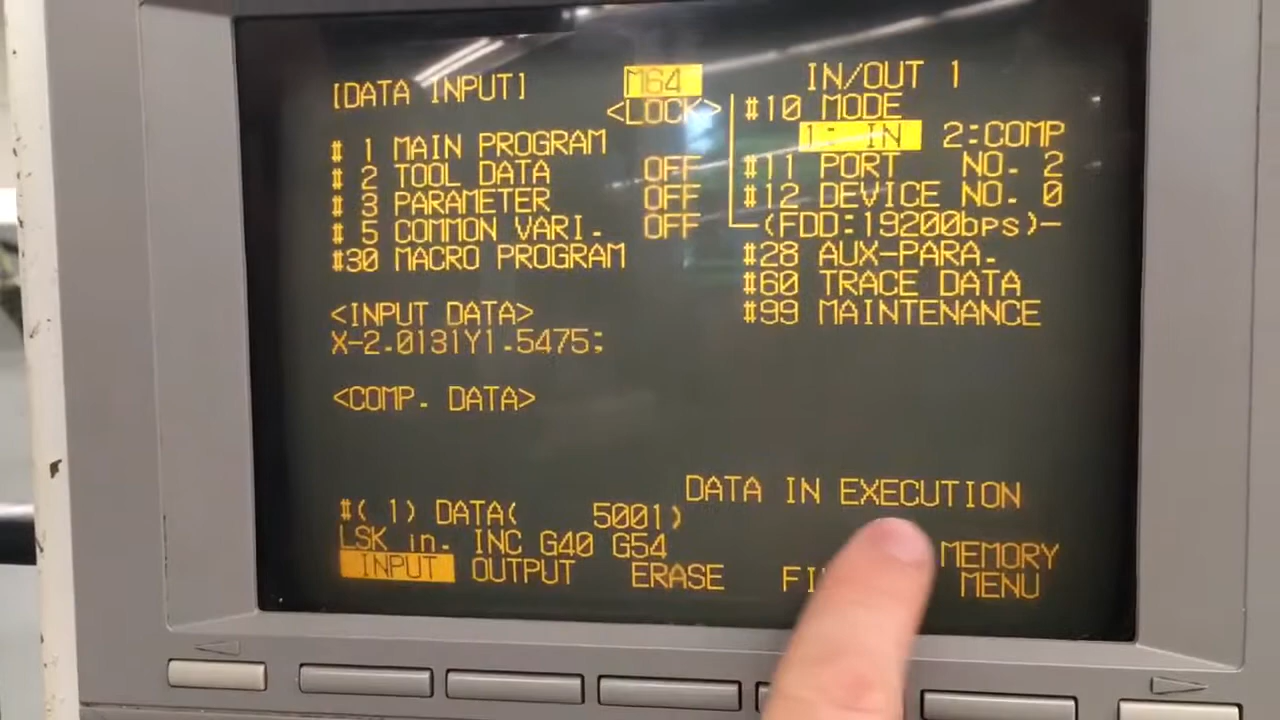 [DATA INPUT] M64 IN/OUT 1
<LOCK> #10 MODE
1: IN 2:COMP
# 1 MAIN PROGRAM
# 2 TOOL DATA OFF #11 PORT NO. 2
# 3 PARAMETER OFF #12 DEVICE NO. 0
# 5 COMMON VARI. OFF (FDD:19200bps)
#30 MACRO PROGRAM #28 AUX-PARA.
#60 TRACE DATA
<INPUT DATA> #99 MAINTENANCE
X-2.0131Y1.5475;
<COMP. DATA>
DATA IN EXECUTION
#( 1) DATA( 5001)
LSK in. INC G40 G54
INPUT OUTPUT ERASE MEMORY MENU